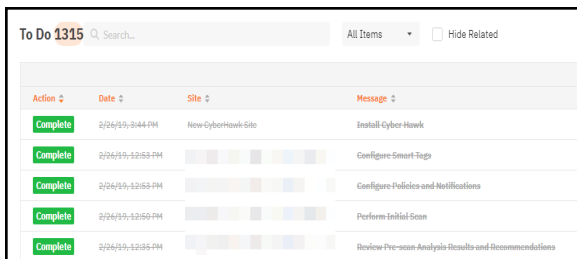 To Do 1315 Search... All Items Hide Related
Action Date Site Message
Complete 2/26/19, 3:44 PM New CyberHawk Site Install Cyber Hawk
Complete 2/26/19, 12:53 PM Configure Smart Tags
Complete 2/26/19, 12:53 PM Configure Policies and Notifications
Complete 2/26/19, 12:50 PM Perform Initial Scan
Complete 2/26/19, 12:35 PM Review Pre-scan Analysis Results and Recommendations